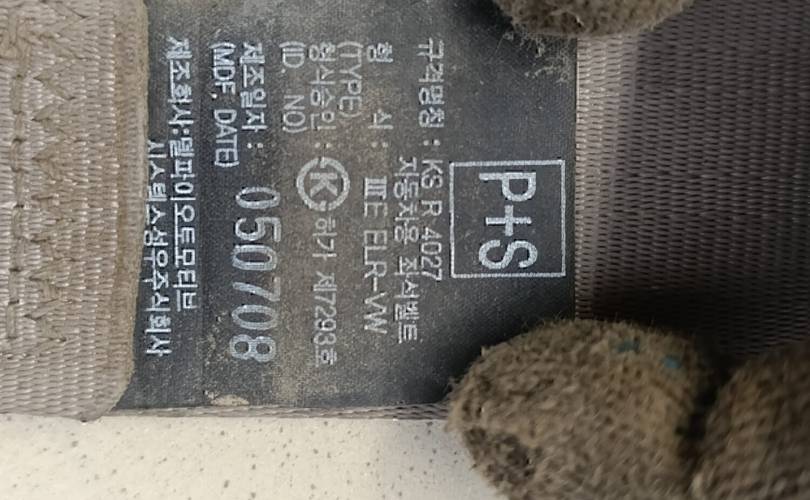 P+S
규격명칭 : KS R 4027
자동차용 좌석벨트
형 식 : ⅢE ELR-VW
(TYPE)
형식승인 : Ⓚ허가 제7293호
(ID. NO)
제조일자 : 050708
(MDF. DATE)
제조회사:델파이오토모티브
시스템스성우주식회사